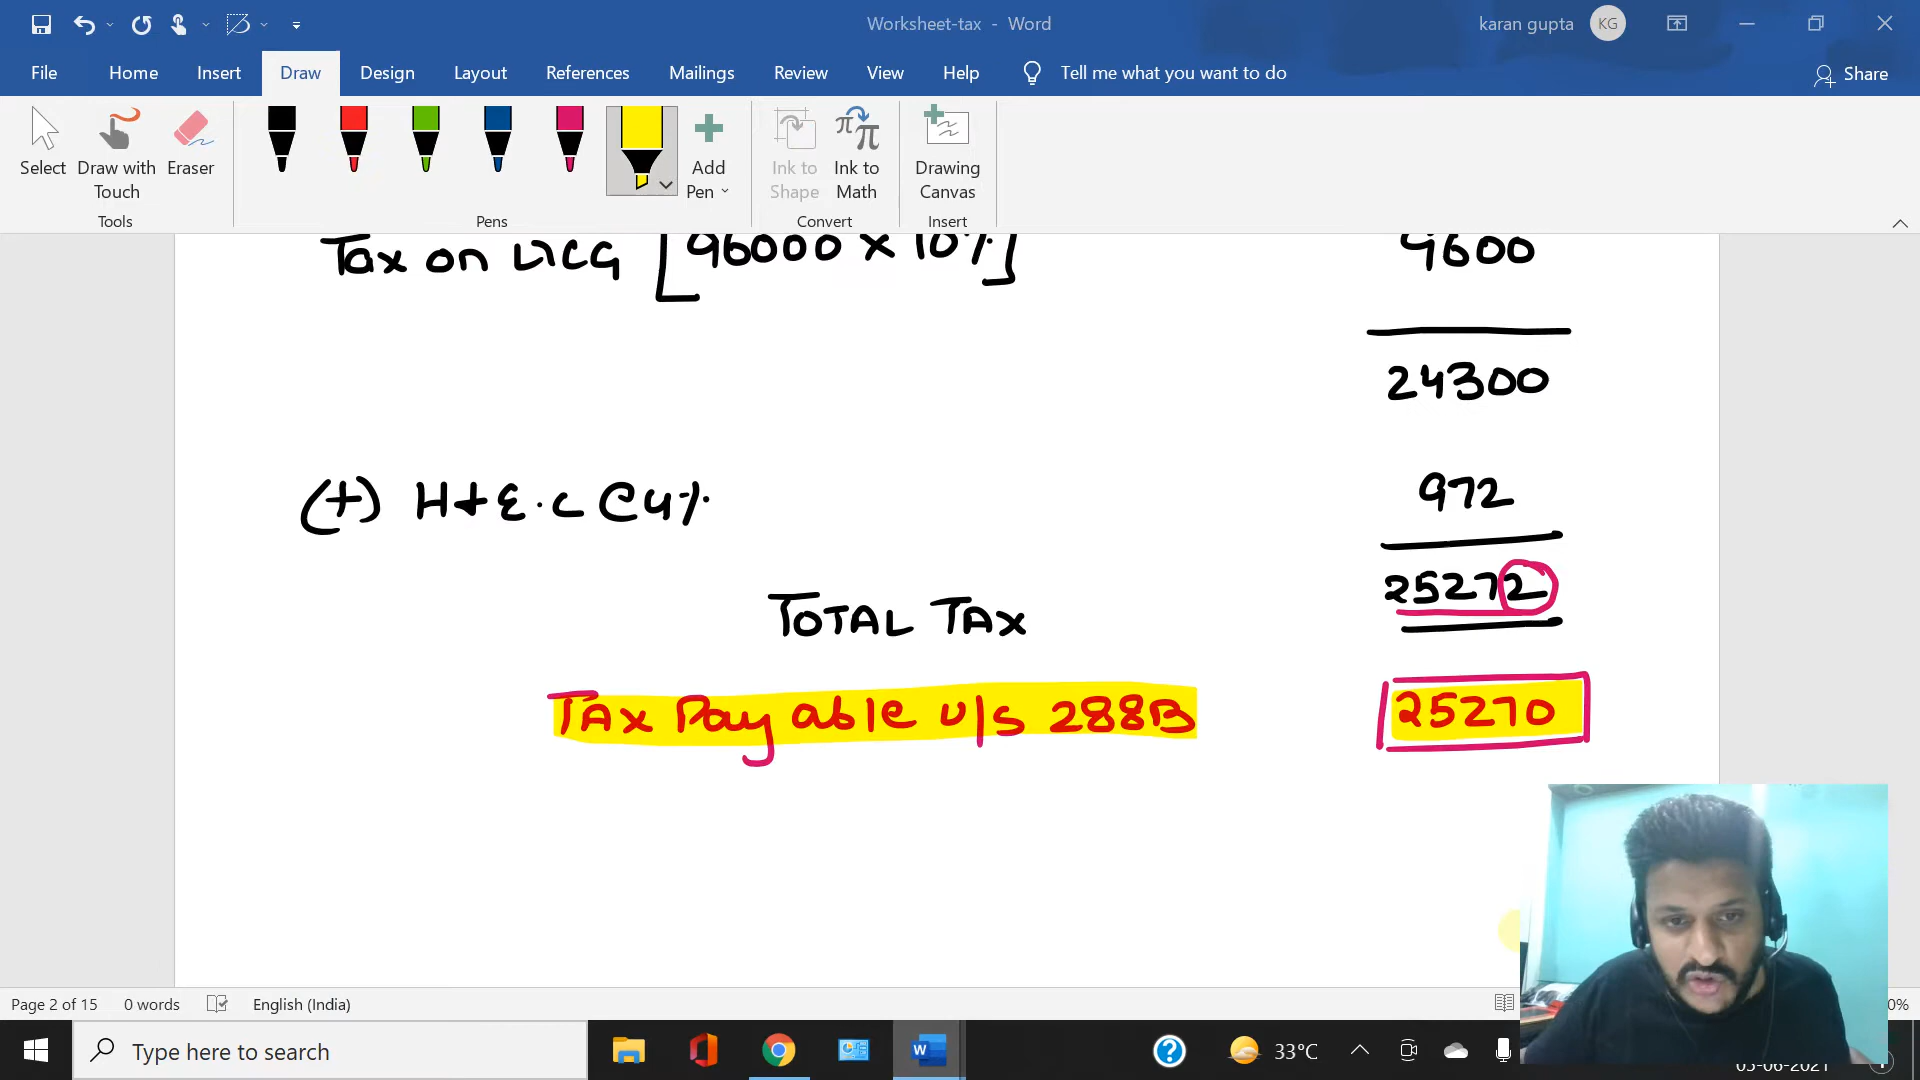 Worksheet-tax - Word
karan gupta
KG
File Home Insert Draw Design Layout References Mailings Review View Help Tell me what you want to do Share
Select
Draw with Touch
Eraser
Add Pen
Ink to Shape
Ink to Math
Drawing Canvas
Tools Pens Convert Insert
Tax on LTCG [96000 x 10%] 9600
24300
(+) H+E.C @4% 972
25272
TOTAL TAX
TAx Payable u/s 288B 25270
Page 2 of 15 0 words English (India)
Type here to search
33°C